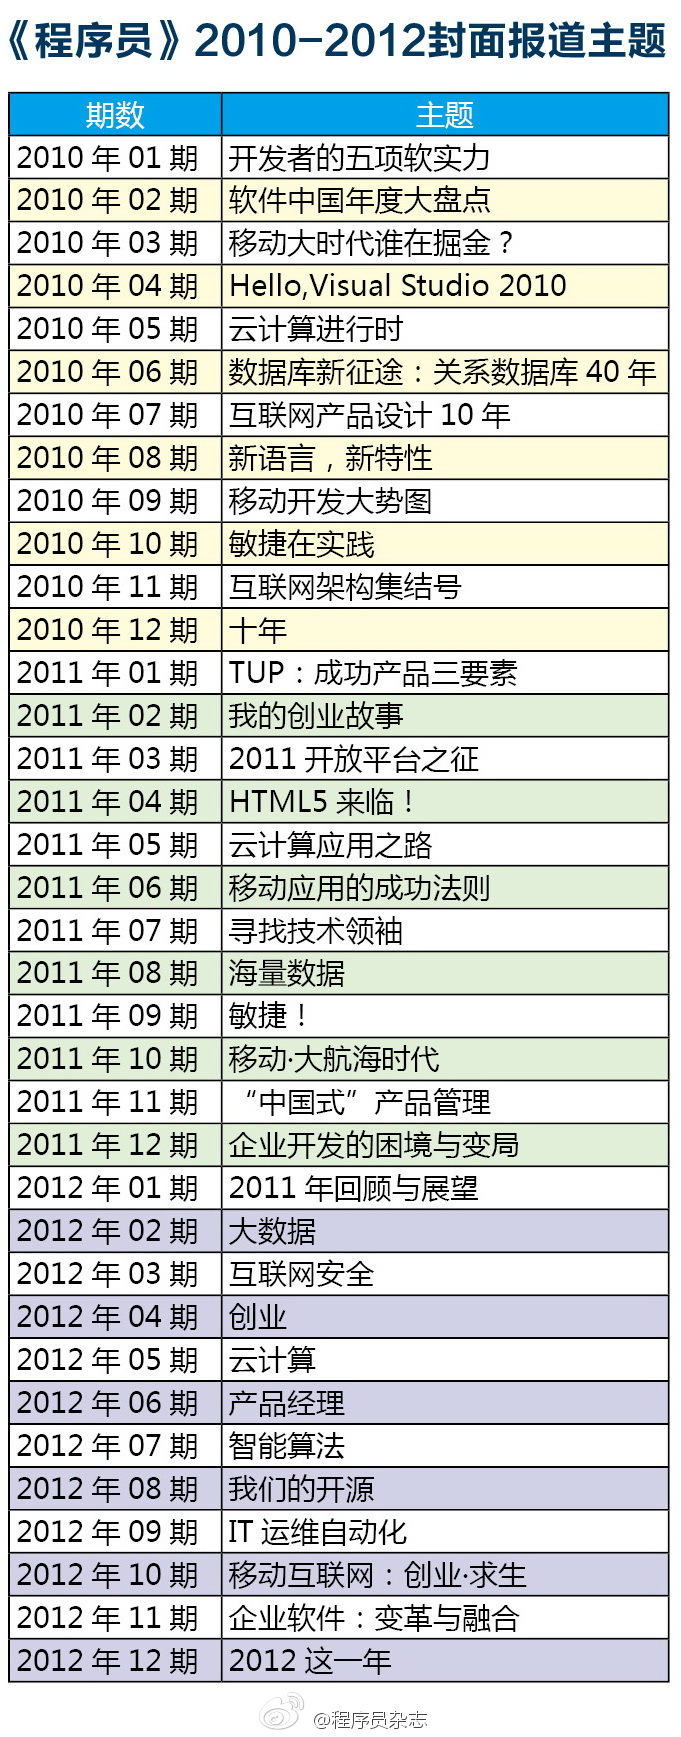 《程序员》2010-2012封面报道主题
期数 主题
2010 年 01 期 开发者的五项软实力
2010 年 02 期 软件中国年度大盘点
2010 年 03 期 移动大时代谁在掘金？
2010 年 04 期 Hello,Visual Studio 2010
2010 年 05 期 云计算进行时
2010 年 06 期 数据库新征途：关系数据库 40 年
2010 年 07 期 互联网产品设计 10 年
2010 年 08 期 新语言，新特性
2010 年 09 期 移动开发大势图
2010 年 10 期 敏捷在实践
2010 年 11 期 互联网架构集结号
2010 年 12 期 十年
2011 年 01 期 TUP：成功产品三要素
2011 年 02 期 我的创业故事
2011 年 03 期 2011 开放平台之征
2011 年 04 期 HTML5 来临！
2011 年 05 期 云计算应用之路
2011 年 06 期 移动应用的成功法则
2011 年 07 期 寻找技术领袖
2011 年 08 期 海量数据
2011 年 09 期 敏捷！
2011 年 10 期 移动·大航海时代
2011 年 11 期 “中国式”产品管理
2011 年 12 期 企业开发的困境与变局
2012 年 01 期 2011 年回顾与展望
2012 年 02 期 大数据
2012 年 03 期 互联网安全
2012 年 04 期 创业
2012 年 05 期 云计算
2012 年 06 期 产品经理
2012 年 07 期 智能算法
2012 年 08 期 我们的开源
2012 年 09 期 IT 运维自动化
2012 年 10 期 移动互联网：创业·求生
2012 年 11 期 企业软件：变革与融合
2012 年 12 期 2012 这一年
@程序员杂志